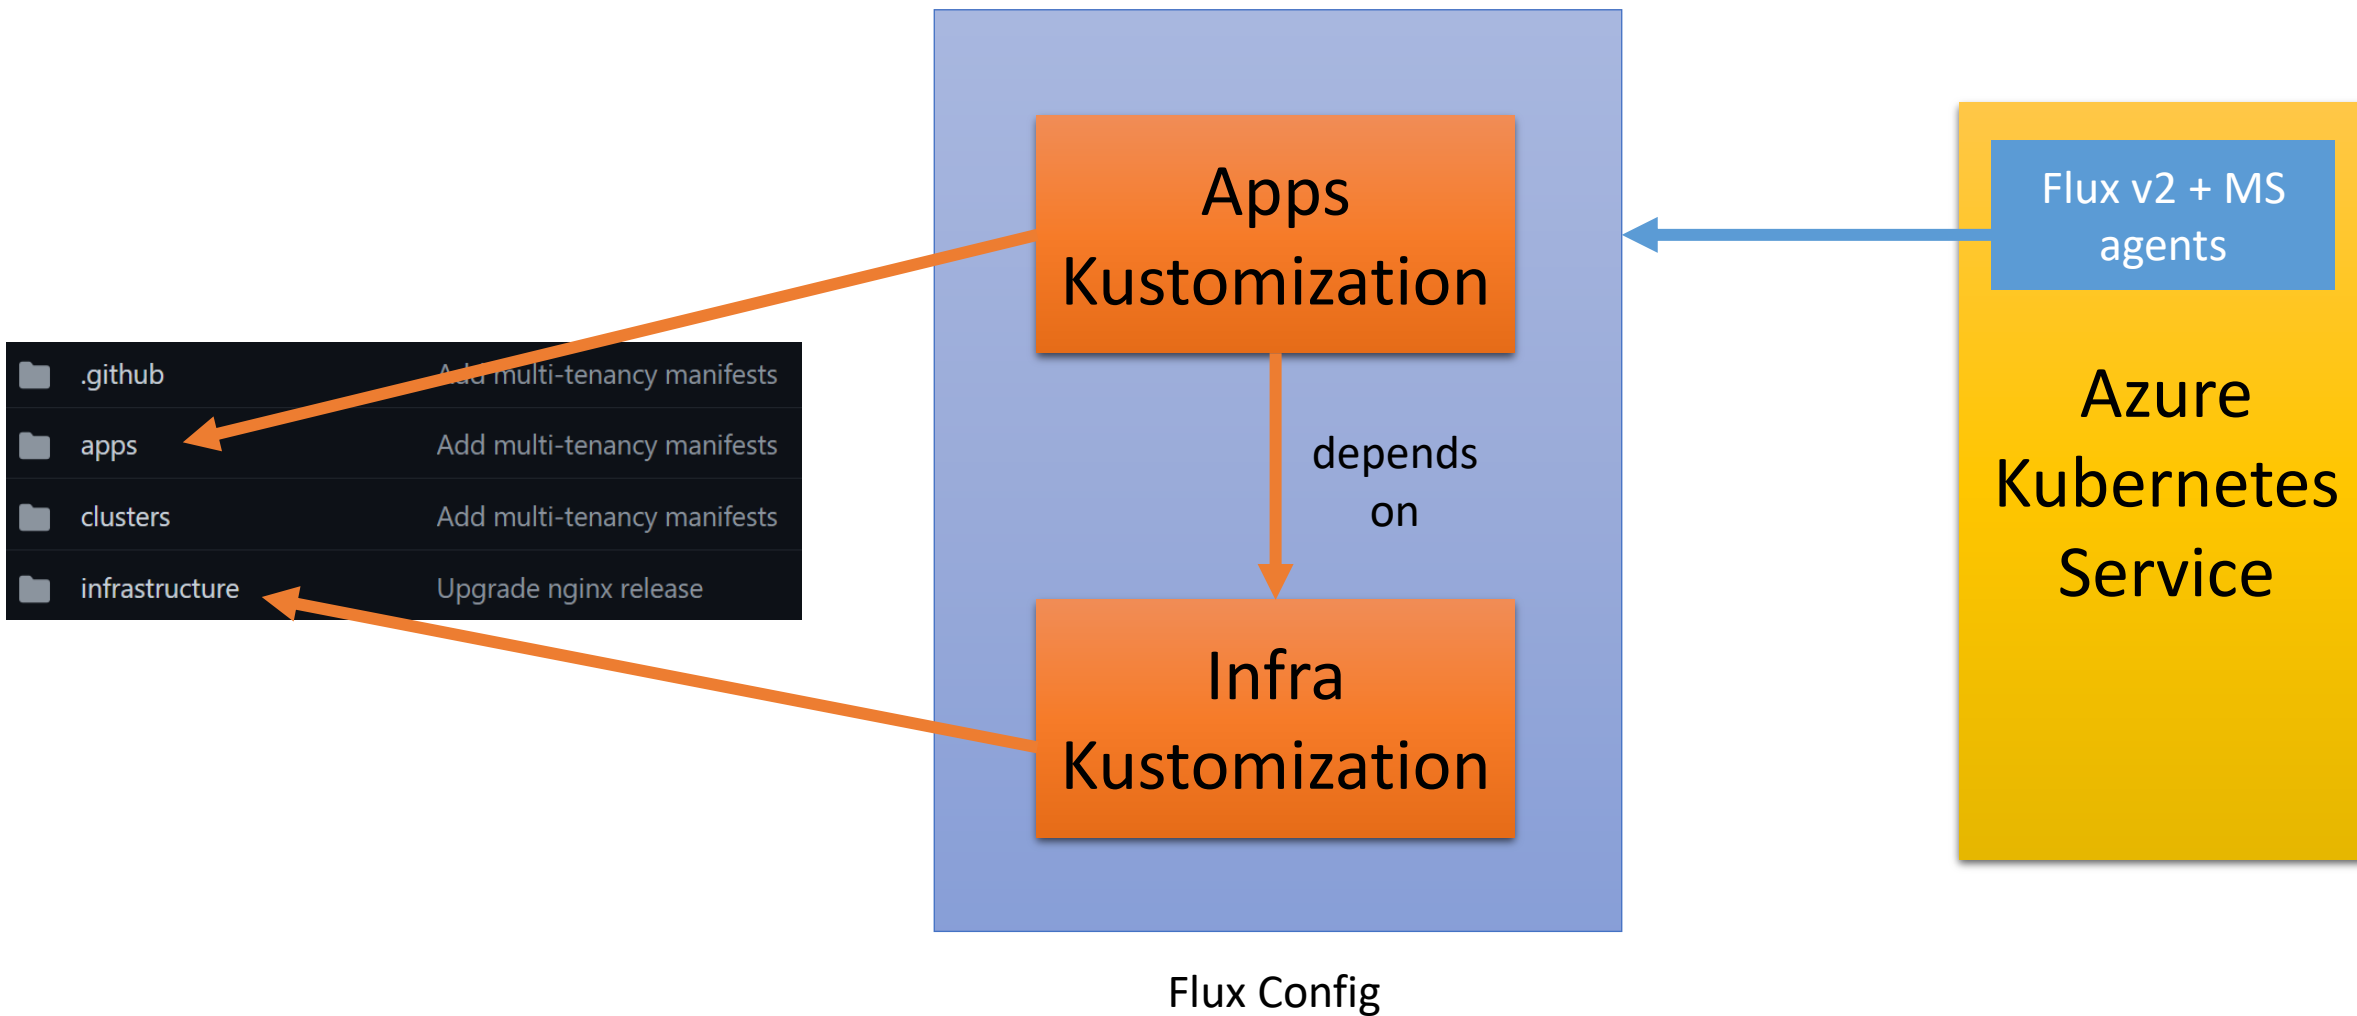 .github
Add multi-tenancy manifests
apps
Add multi-tenancy manifests
clusters
Add multi-tenancy manifests
infrastructure
Upgrade nginx release
Apps
Kustomization
depends
on
Infra
Kustomization
Flux Config
Flux v2 + MS
agents
Azure
Kubernetes
Service